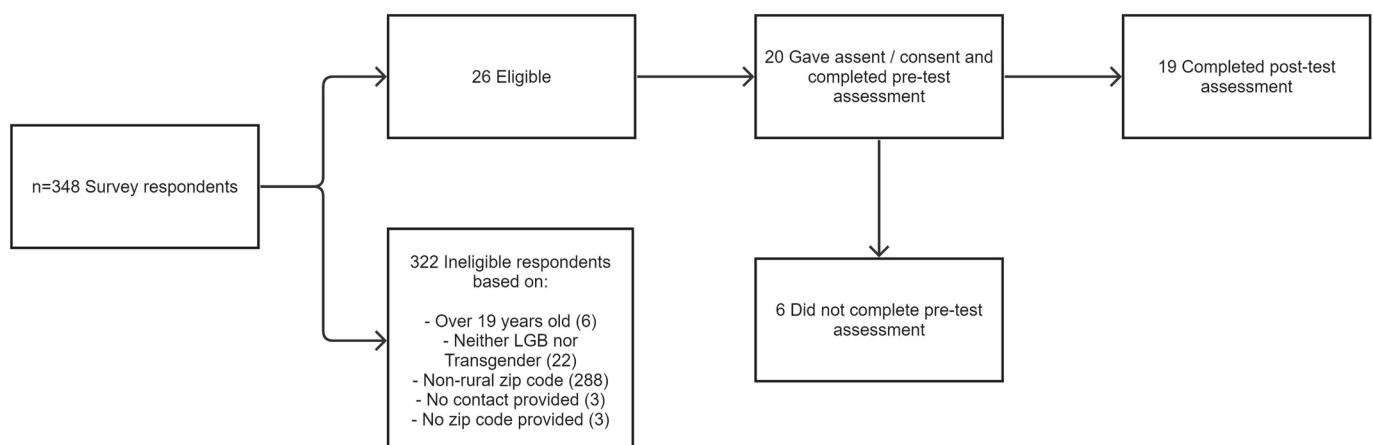 n=348 Survey respondents
26 Eligible
322 Ineligible respondents
based on:
- Over 19 years old (6)
- Neither LGB nor
Transgender (22)
- Non-rural zip code (288)
- No contact provided (3)
- No zip code provided (3)
20 Gave assent / consent and
completed pre-test
assessment
6 Did not complete pre-test
assessment
19 Completed post-test
assessment